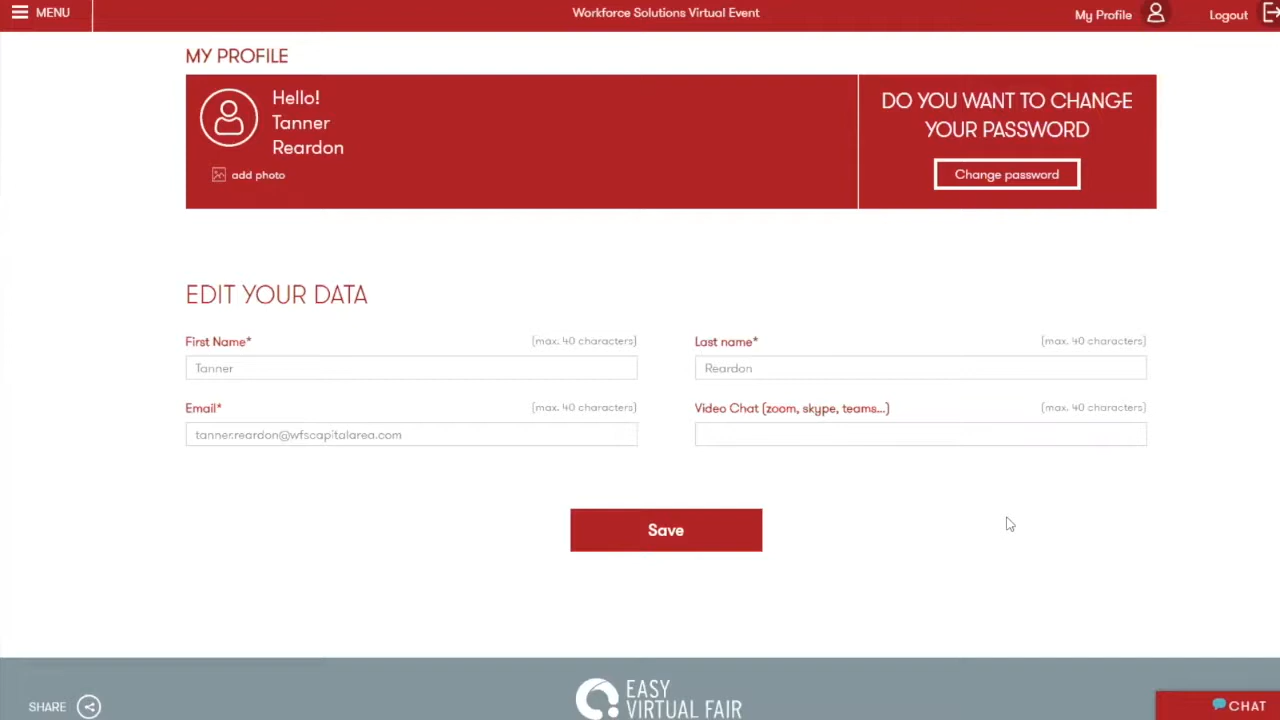 MENU
Workforce Solutions Virtual Event
My Profile
Logout
MY PROFILE
Hello!
Tanner
Reardon
add photo
DO YOU WANT TO CHANGE
YOUR PASSWORD
Change password
EDIT YOUR DATA
First Name* (max. 40 characters)
Tanner
Last name* (max. 40 characters)
Reardon
Email* (max. 40 characters)
tanner.reardon@wfscapitalarea.com
Video Chat (zoom, skype, teams...) (max. 40 characters)
Save
SHARE
EASY
VIRTUAL FAIR
CHAT